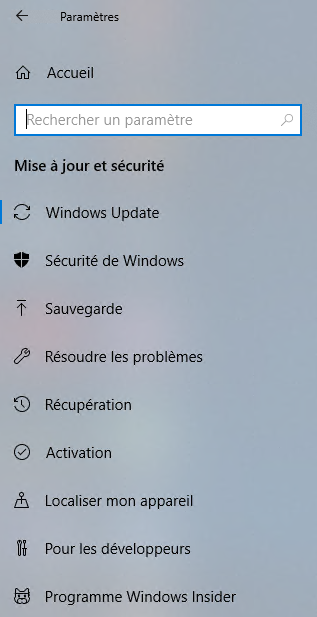 Paramètres
Accueil
Rechercher un paramètre
Mise à jour et sécurité
Windows Update
Sécurité de Windows
Sauvegarde
Résoudre les problèmes
Récupération
Activation
Localiser mon appareil
Pour les développeurs
Programme Windows Insider